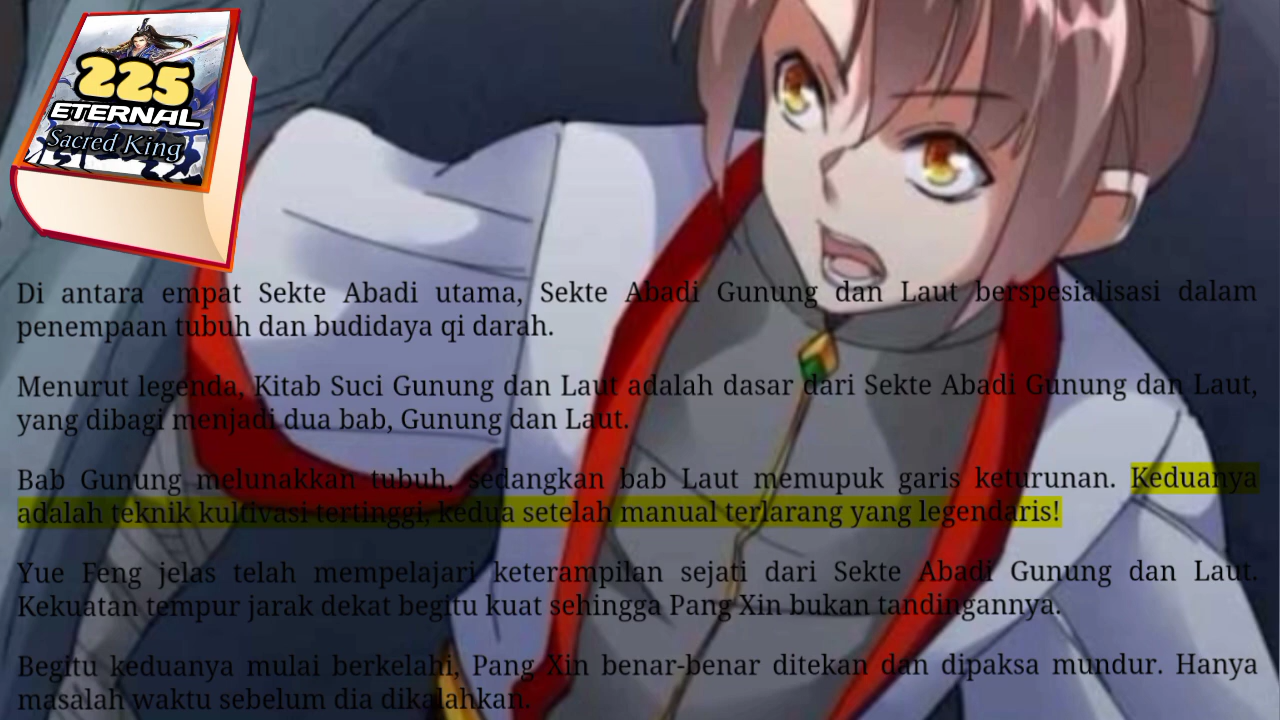 225
ETERNAL
Sacred King
Di antara empat Sekte Abadi utama, Sekte Abadi Gunung dan Laut berspesialisasi dalam
penempaan tubuh dan budidaya qi darah.
Menurut legenda, Kitab Suci Gunung dan Laut adalah dasar dari Sekte Abadi Gunung dan Laut,
yang dibagi menjadi dua bab, Gunung dan Laut.
Bab Gunung melunakkan tubuh, sedangkan bab Laut memupuk garis keturunan. Keduanya
adalah teknik kultivasi tertinggi, kedua setelah manual terlarang yang legendaris!
Yue Feng jelas telah mempelajari keterampilan sejati dari Sekte Abadi Gunung dan Laut.
Kekuatan tempur jarak dekat begitu kuat sehingga Pang Xin bukan tandingannya.
Begitu keduanya mulai berkelahi, Pang Xin benar-benar ditekan dan dipaksa mundur. Hanya
masalah waktu sebelum dia dikalahkan.